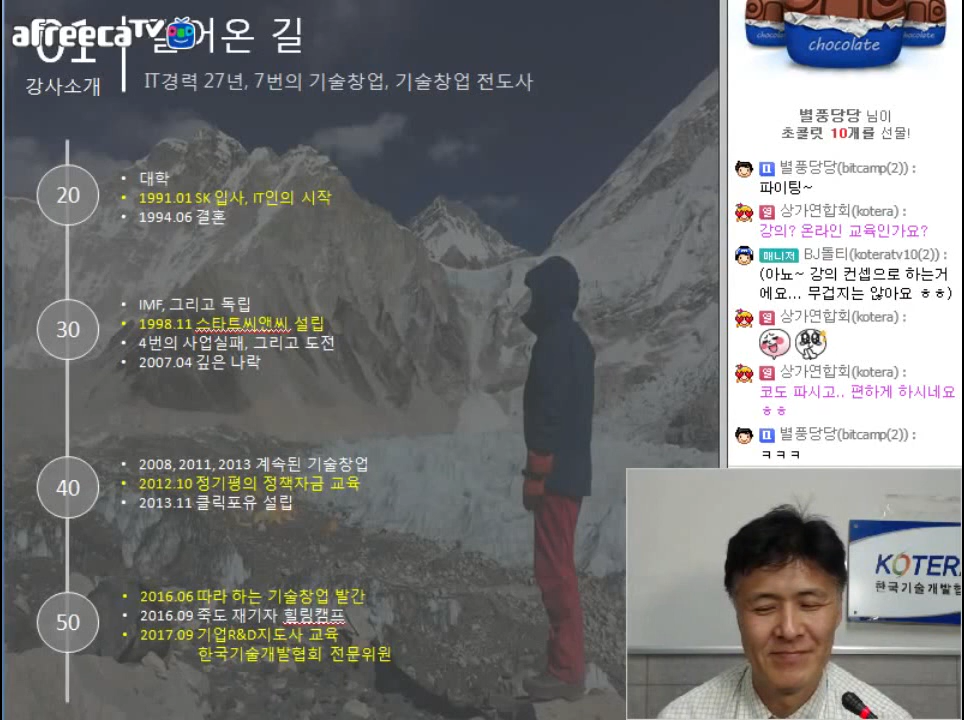 afreecaTV
걸어온 길
강사소개
IT경력 27년, 7번의 기술창업, 기술창업 전도사
20
• 대학
• 1991.01 SK 입사, IT인의 시작
• 1994.06 결혼
30
• IMF, 그리고 독립
• 1998.11 스타트씨앤씨 설립
• 4번의 사업실패, 그리고 도전
• 2007.04 깊은 나락
40
• 2008, 2011, 2013 계속된 기술창업
• 2012.10 정기평의 정책자금 교육
• 2013.11 클릭포유 설립
50
• 2016.06 따라 하는 기술창업 발간
• 2016.09 죽도 재기자 힐링캠프
• 2017.09 기업R&D지도사 교육
한국기술개발협회 전문위원
chocolate
별풍당당 님이
초콜릿 10개를 선물!
별풍당당(bitcamp(2)) :
파이팅~
열 상가연합회(kotera) :
강의? 온라인 교육인가요?
매니저 BJ톨티(koteratv10(2)) :
(아뇨~ 강의 컨셉으로 하는거
에요... 무겁지는 않아요 ㅎㅎ)
열 상가연합회(kotera) :
열 상가연합회(kotera) :
코도 파시고.. 편하게 하시네요
ㅎㅎ
별풍당당(bitcamp(2)) :
ㅋㅋㅋ
KOTER
한국기술개발협